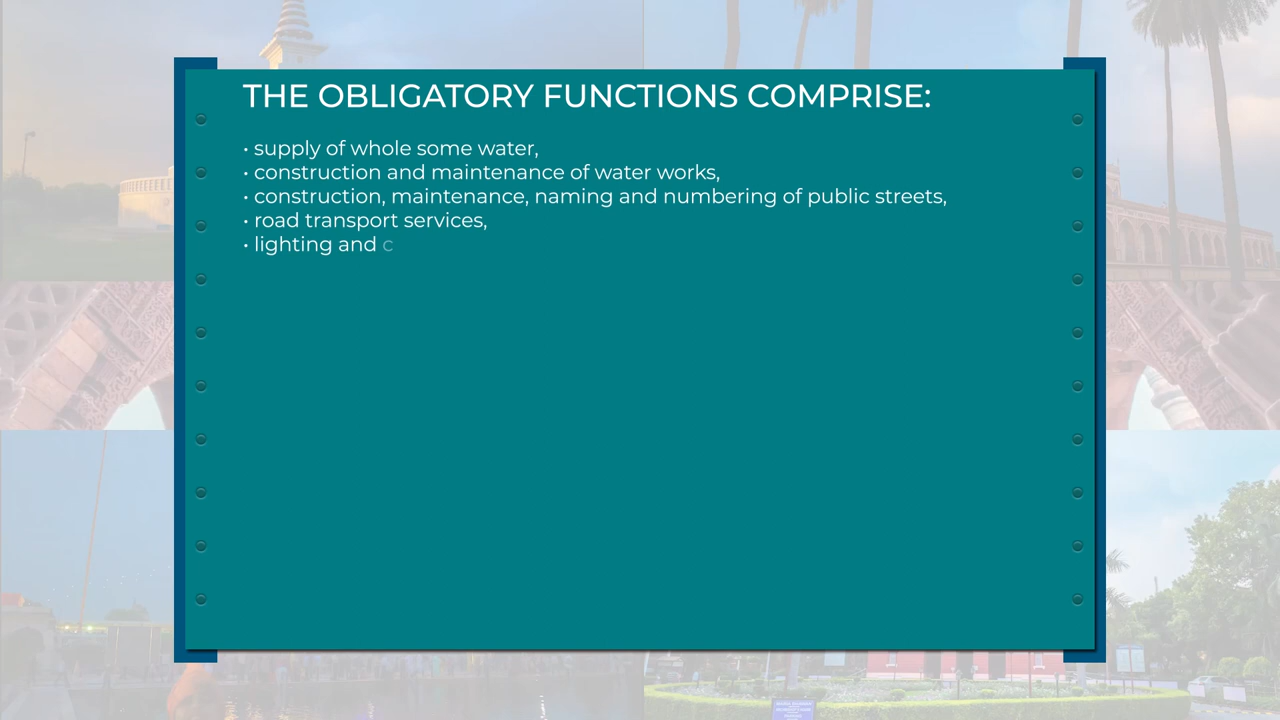 THE OBLIGATORY FUNCTIONS COMPRISE:
• supply of whole some water,
• construction and maintenance of water works,
• construction, maintenance, naming and numbering of public streets,
• road transport services,
• lighting and c